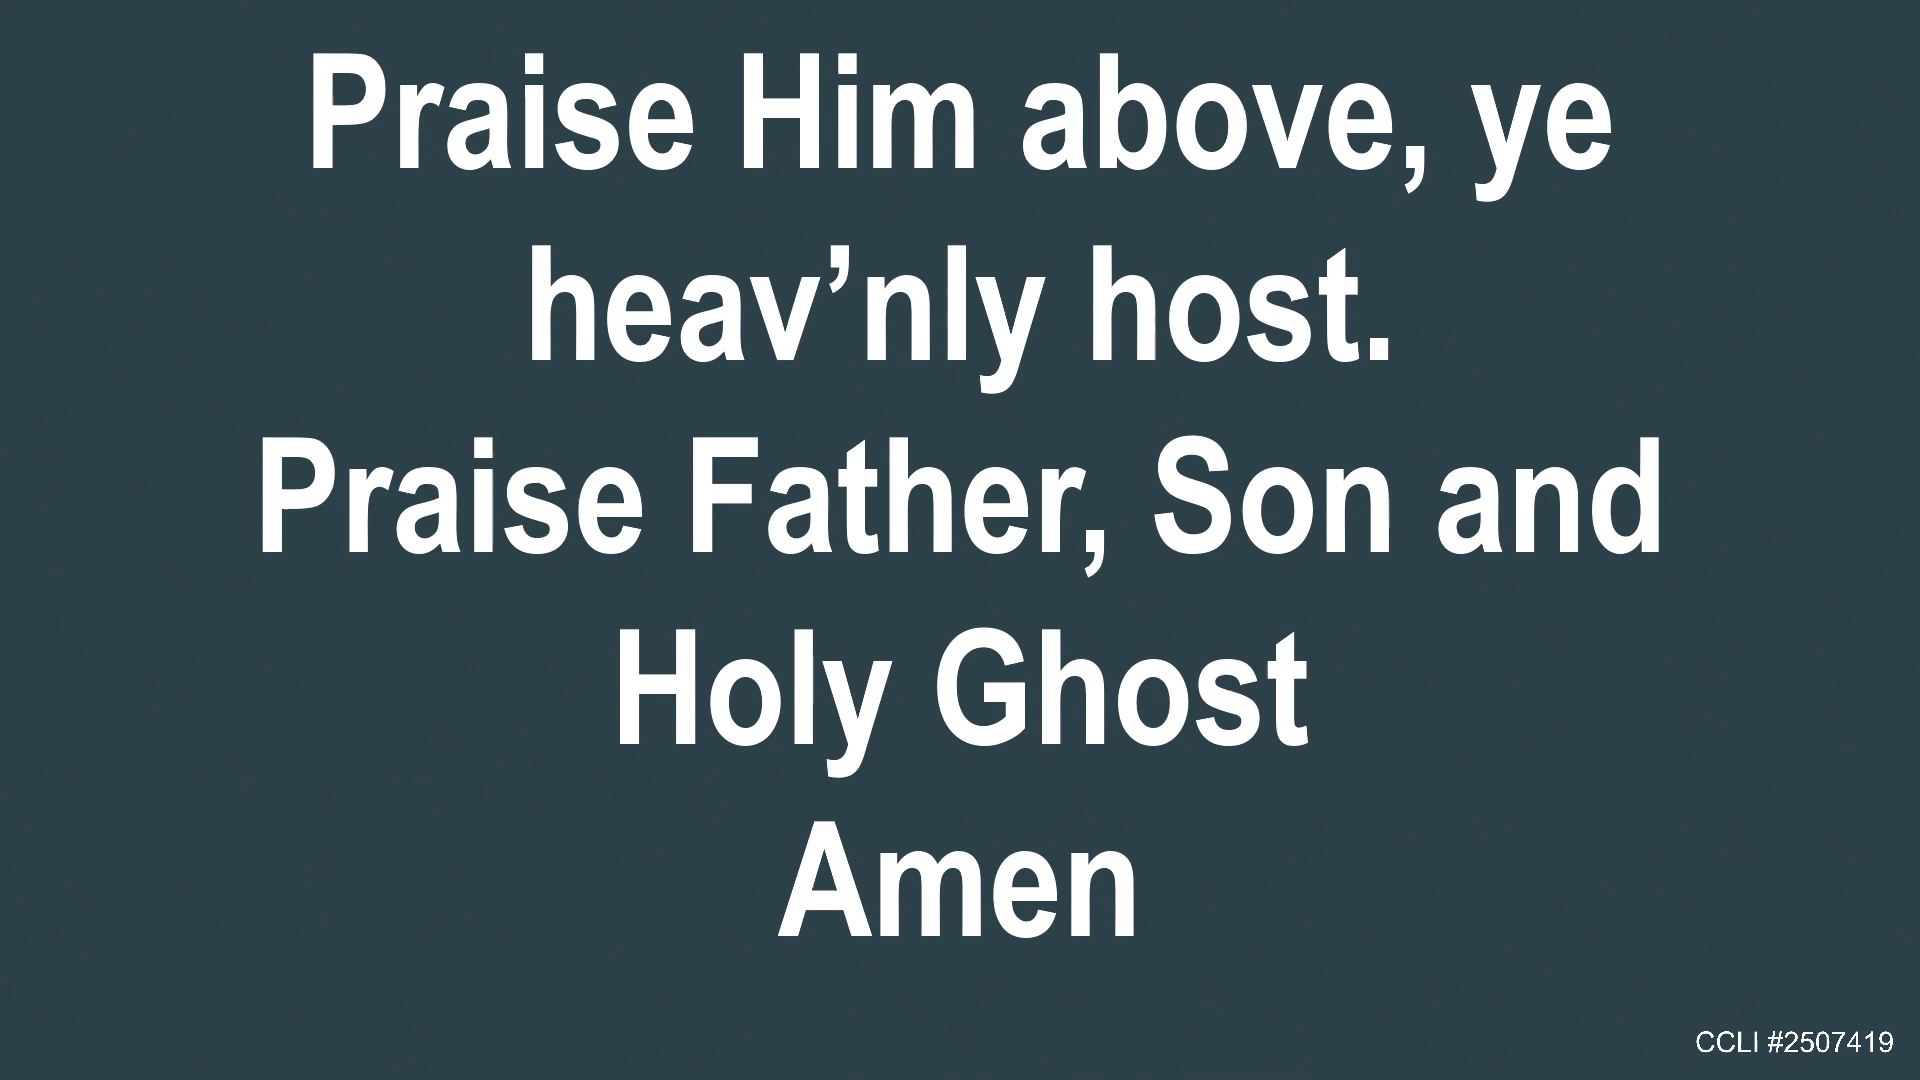 Praise Him above, ye
heav’nly host.
Praise Father, Son and
Holy Ghost
Amen
CCLI #2507419